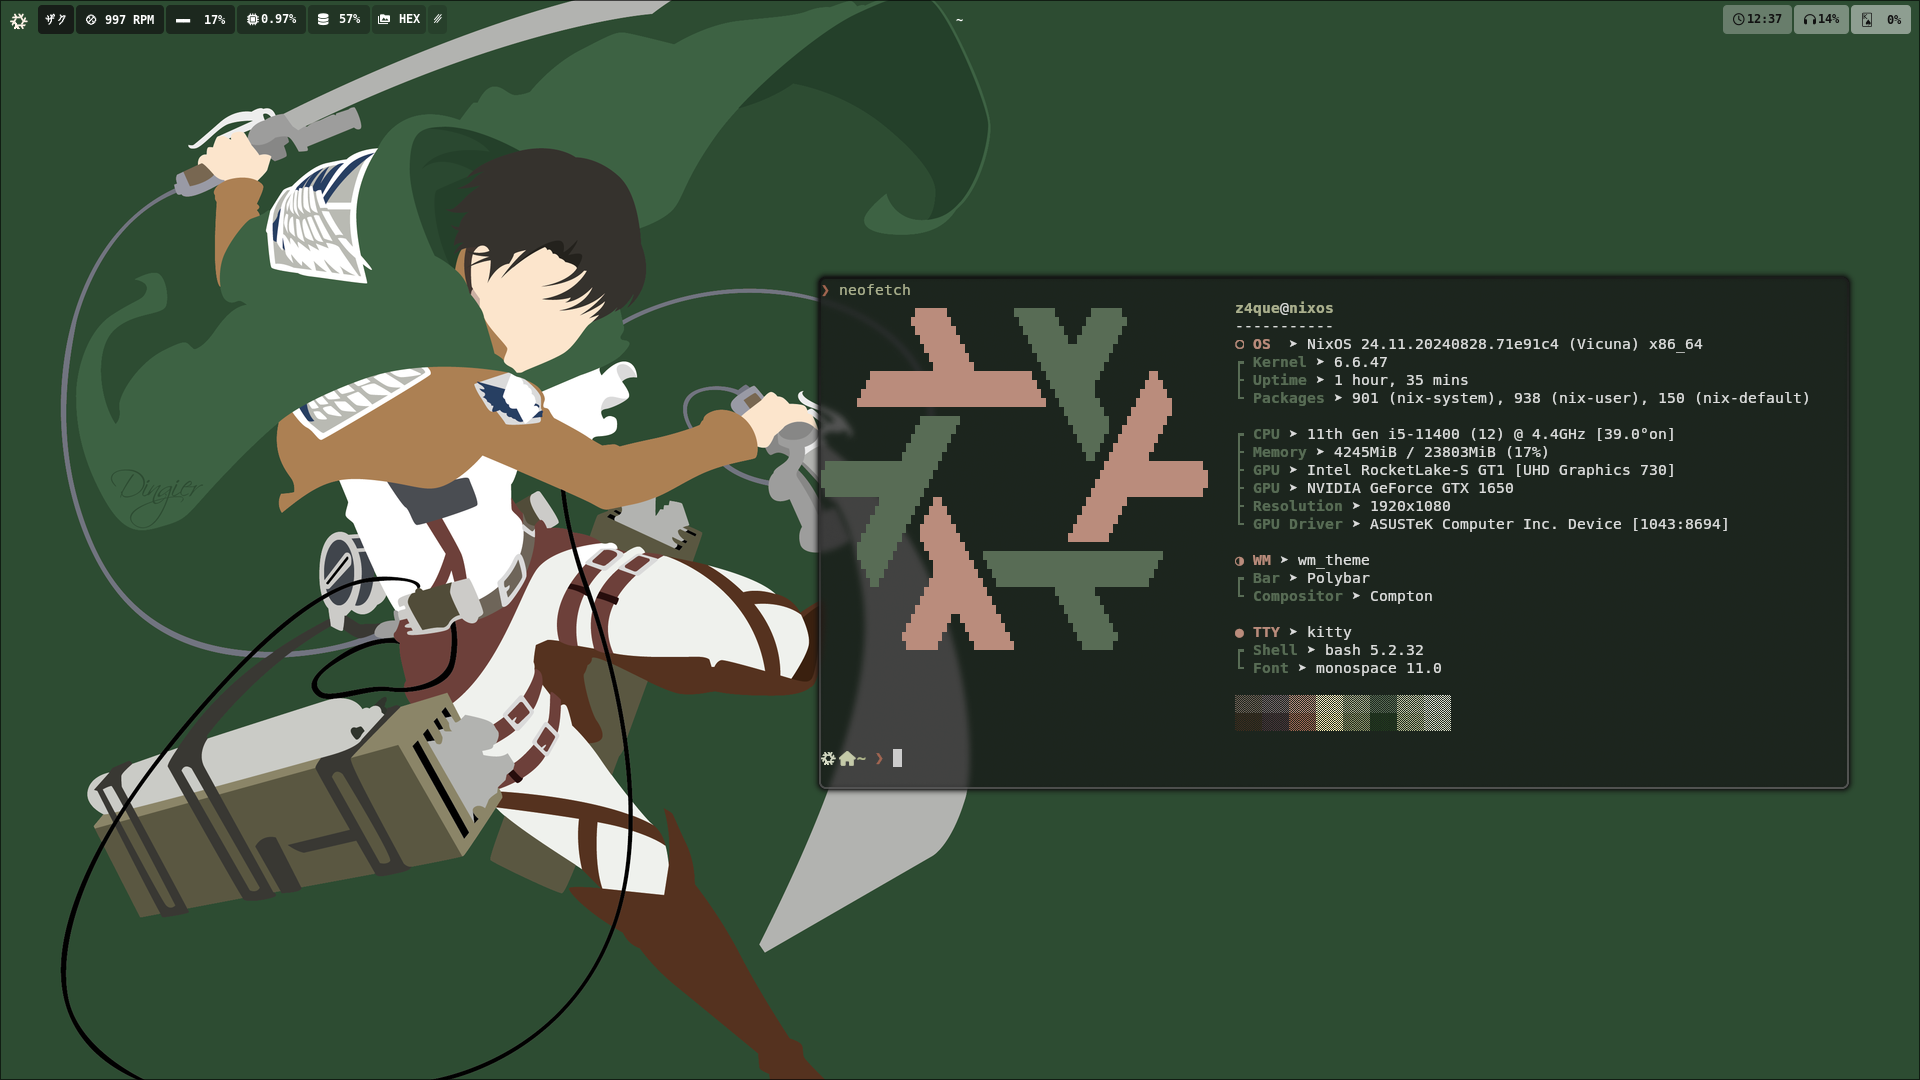 ザク 997 RPM 17% 0.97% 57% HEX
~
12:37 14% 0%
❯ neofetch
z4que@nixos
-----------
OS ➤ NixOS 24.11.20240828.71e91c4 (Vicuna) x86_64
Kernel ➤ 6.6.47
Uptime ➤ 1 hour, 35 mins
Packages ➤ 901 (nix-system), 938 (nix-user), 150 (nix-default)
CPU ➤ 11th Gen i5-11400 (12) @ 4.4GHz [39.0°on]
Memory ➤ 4245MiB / 23803MiB (17%)
GPU ➤ Intel RocketLake-S GT1 [UHD Graphics 730]
GPU ➤ NVIDIA GeForce GTX 1650
Resolution ➤ 1920x1080
GPU Driver ➤ ASUSTeK Computer Inc. Device [1043:8694]
WM ➤ wm_theme
Bar ➤ Polybar
Compositor ➤ Compton
TTY ➤ kitty
Shell ➤ bash 5.2.32
Font ➤ monospace 11.0
~ ❯
Dingier